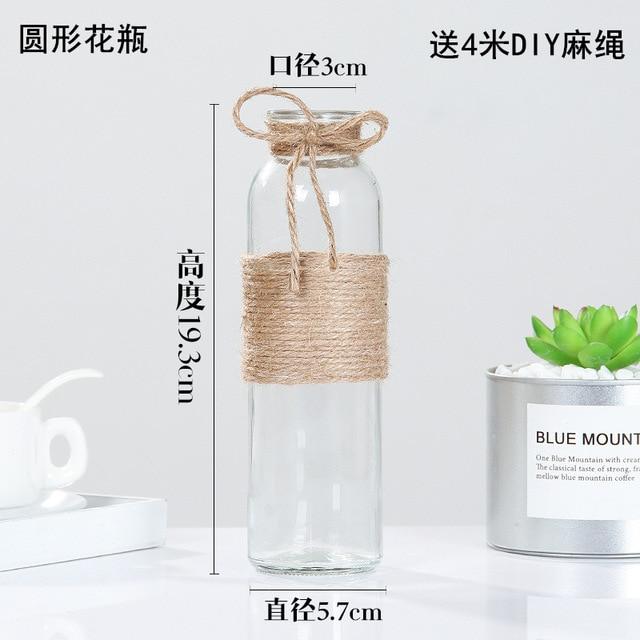 圆形花瓶
送4米DIY麻绳
口径3cm
高度19.3cm
直径5.7cm
BLUE MOUNT
One Blue Mountain with crea
The classical taste of strong, fra
mellow blue mountain coffee